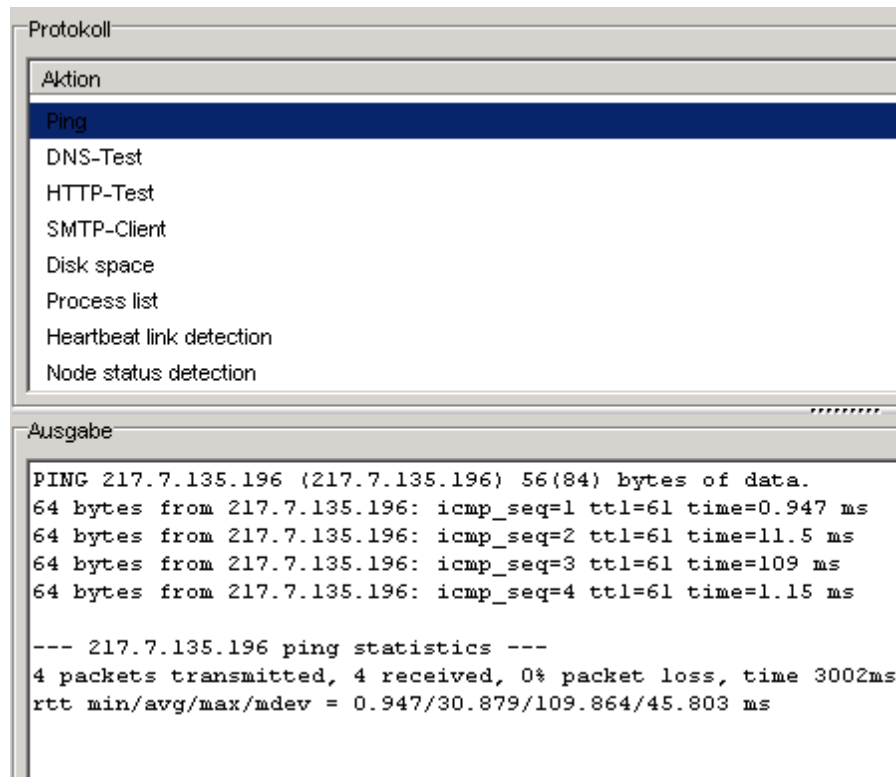 Protokoll
Aktion
Ping
DNS-Test
HTTP-Test
SMTP-Client
Disk space
Process list
Heartbeat link detection
Node status detection
Ausgabe
PING 217.7.135.196 (217.7.135.196) 56(84) bytes of data.
64 bytes from 217.7.135.196: icmp_seq=1 ttl=61 time=0.947 ms
64 bytes from 217.7.135.196: icmp_seq=2 ttl=61 time=11.5 ms
64 bytes from 217.7.135.196: icmp_seq=3 ttl=61 time=109 ms
64 bytes from 217.7.135.196: icmp_seq=4 ttl=61 time=1.15 ms
--- 217.7.135.196 ping statistics ---
4 packets transmitted, 4 received, 0% packet loss, time 3002ms
rtt min/avg/max/mdev = 0.947/30.879/109.864/45.803 ms